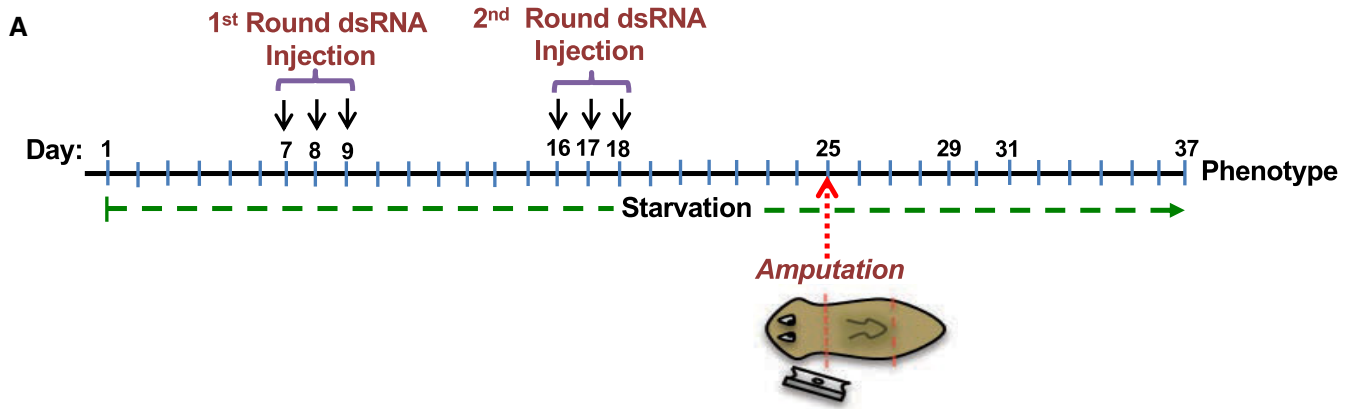 A
1st Round dsRNA
Injection
2nd Round dsRNA
Injection
Day: 1 7 8 9 16 17 18 25 29 31 37 Phenotype
Starvation
Amputation